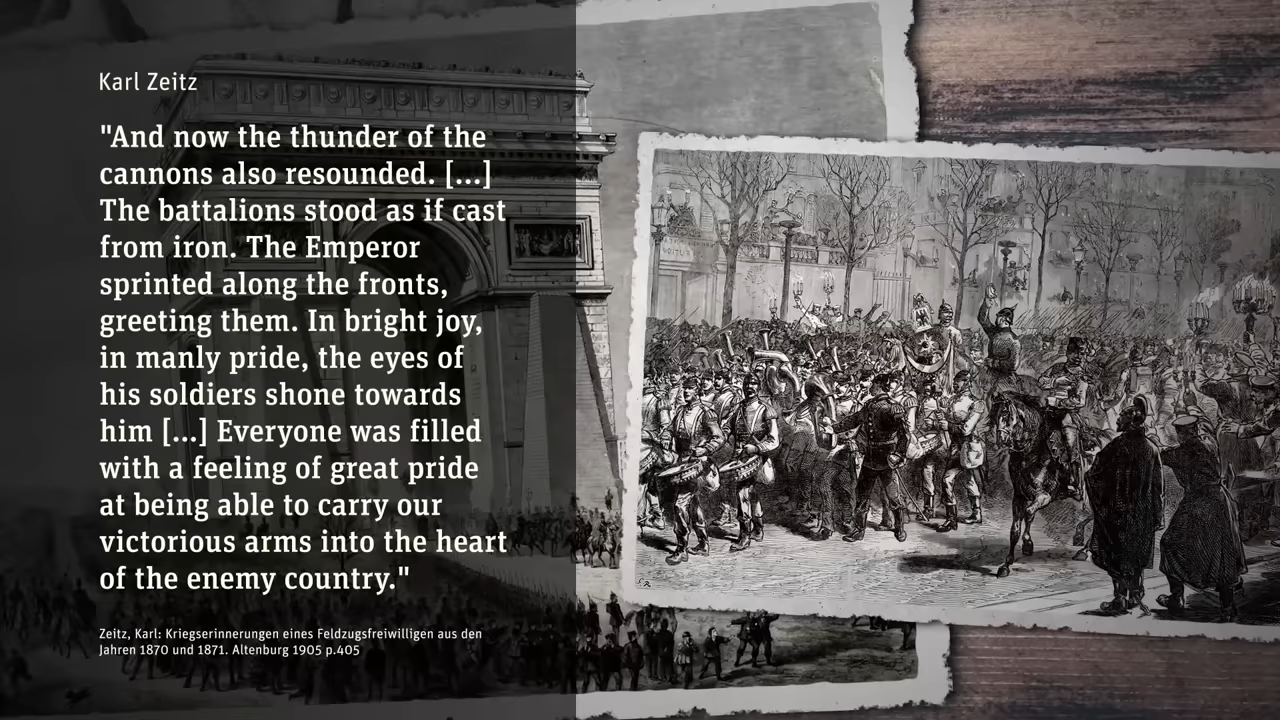 Karl Zeitz
"And now the thunder of the
cannons also resounded. [...]
The battalions stood as if cast
from iron. The Emperor
sprinted along the fronts,
greeting them. In bright joy,
in manly pride, the eyes of
his soldiers shone towards
him [...] Everyone was filled
with a feeling of great pride
at being able to carry our
victorious arms into the heart
of the enemy country."
Zeitz, Karl: Kriegserinnerungen eines Feldzugsfreiwilligen aus den
Jahren 1870 und 1871. Altenburg 1905 p.405